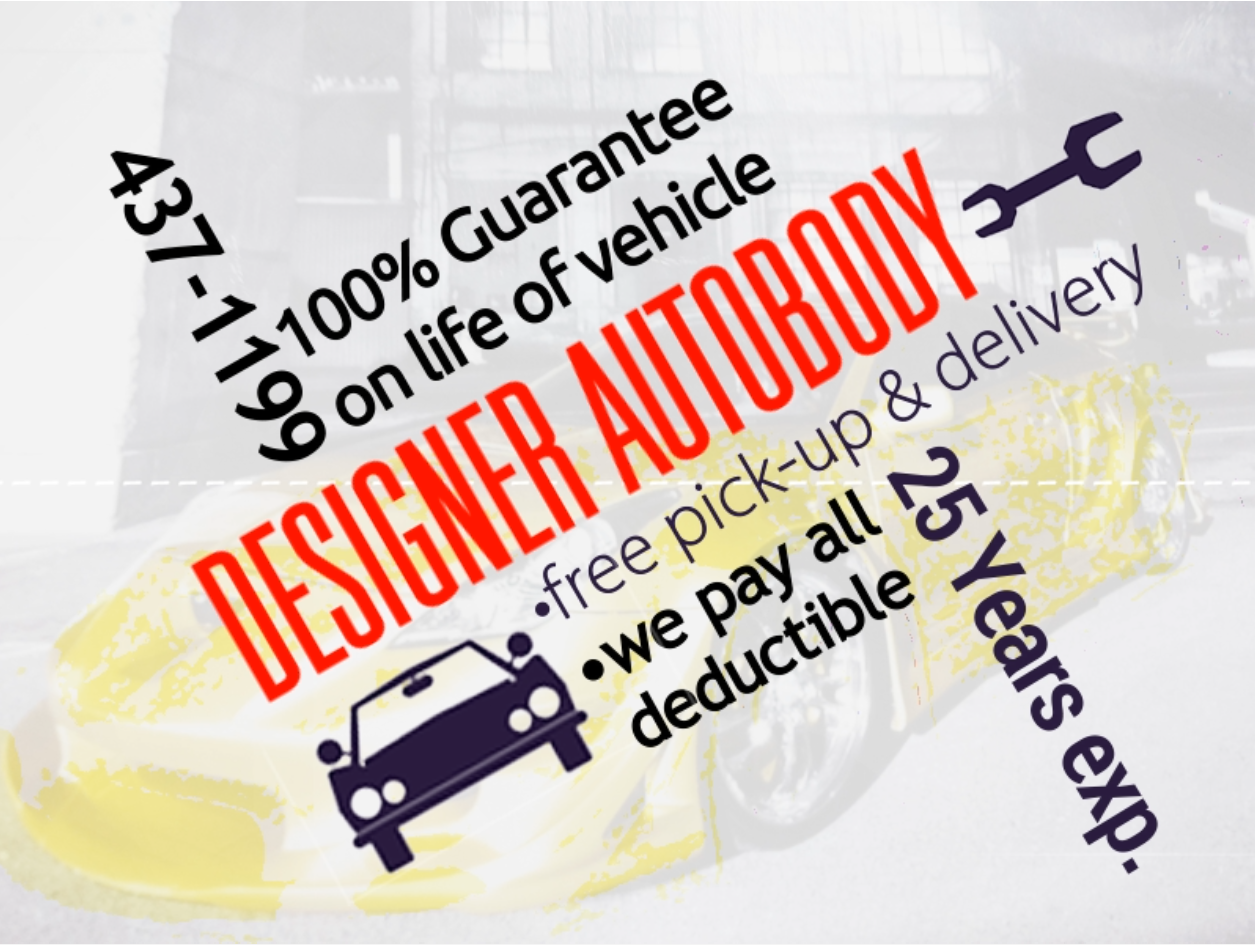 437-1199
100% Guarantee
on life of vehicle
DESIGNER AUTOBODY
•free pick-up & delivery
•we pay all
deductible
25 Years exp.